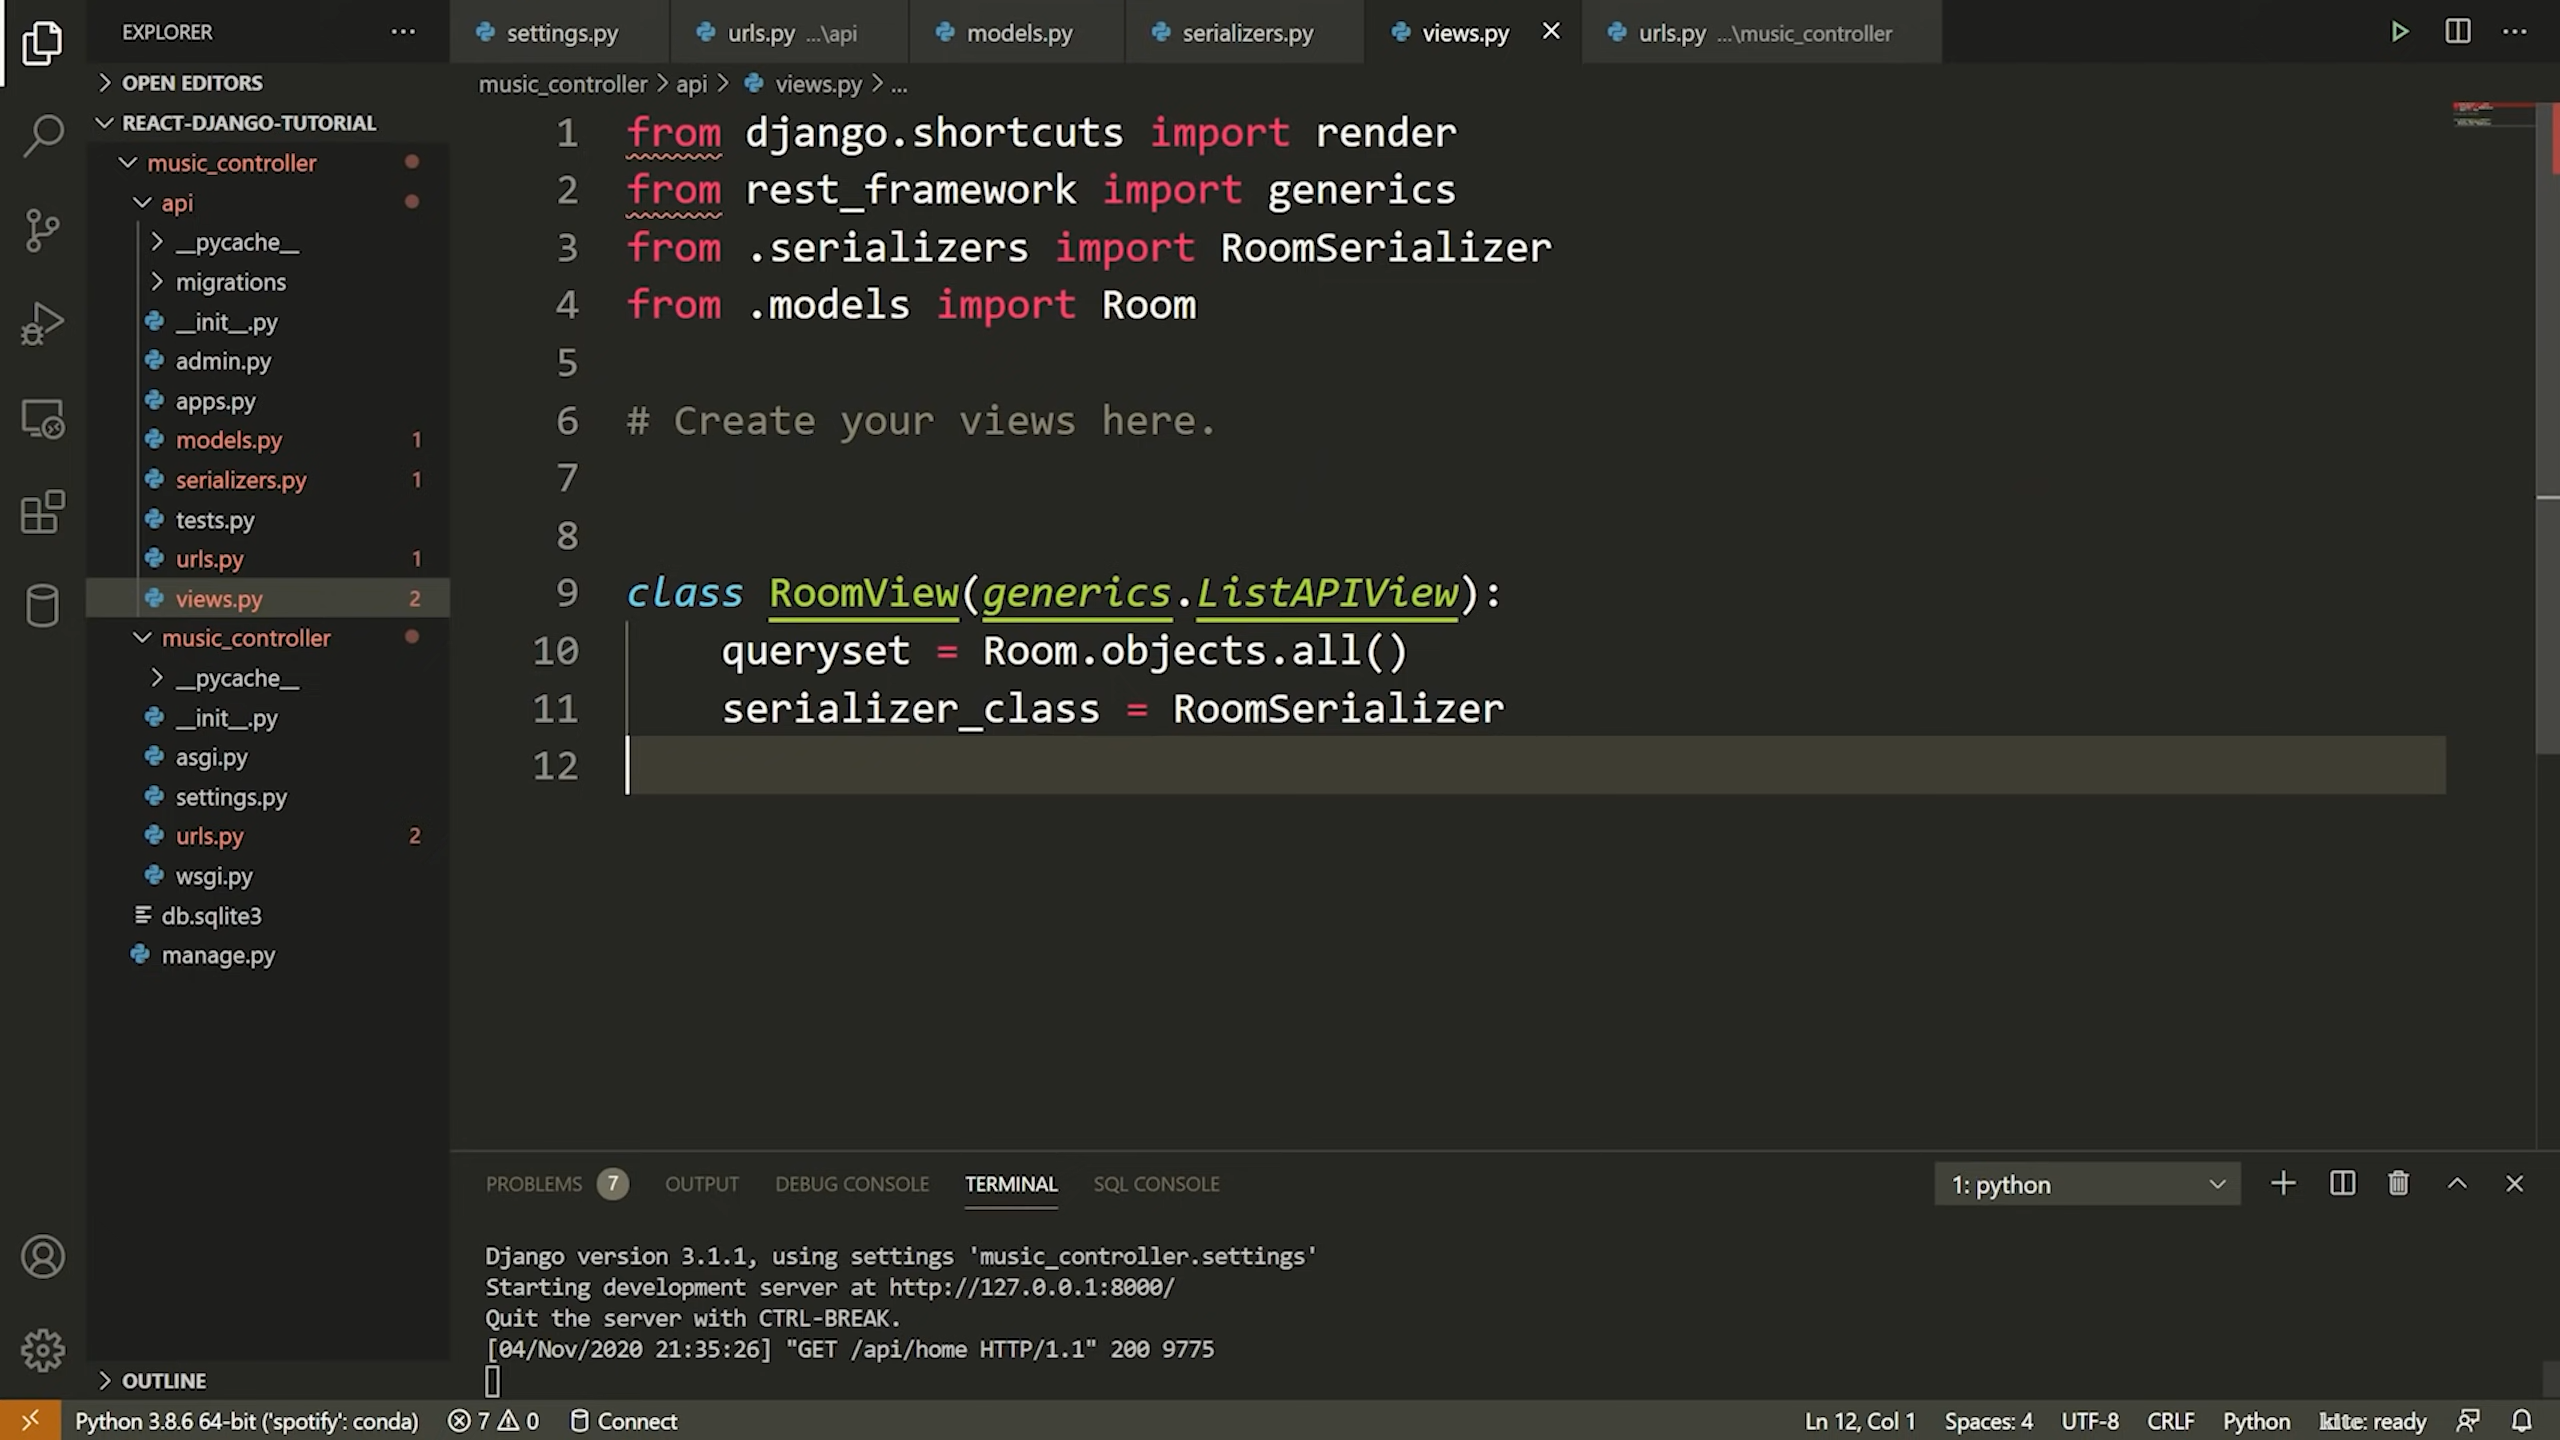 EXPLORER
OPEN EDITORS
REACT-DJANGO-TUTORIAL
music_controller
api
__pycache__
migrations
__init__.py
admin.py
apps.py
models.py 1
serializers.py 1
tests.py
urls.py 1
views.py 2
music_controller
__pycache__
__init__.py
asgi.py
settings.py
urls.py 2
wsgi.py
db.sqlite3
manage.py
OUTLINE
settings.py
urls.py ...\api
models.py
serializers.py
views.py
urls.py ...\music_controller
music_controller > api > views.py > ...
1 from django.shortcuts import render
2 from rest_framework import generics
3 from .serializers import RoomSerializer
4 from .models import Room
5
6 # Create your views here.
7
8
9 class RoomView(generics.ListAPIView):
10 queryset = Room.objects.all()
11 serializer_class = RoomSerializer
12
PROBLEMS 7 OUTPUT DEBUG CONSOLE TERMINAL SQL CONSOLE 1: python
Django version 3.1.1, using settings 'music_controller.settings'
Starting development server at http://127.0.0.1:8000/
Quit the server with CTRL-BREAK.
[04/Nov/2020 21:35:26] "GET /api/home HTTP/1.1" 200 9775
Python 3.8.6 64-bit ('spotify': conda) 7 0 Connect Ln 12, Col 1 Spaces: 4 UTF-8 CRLF Python kite: ready